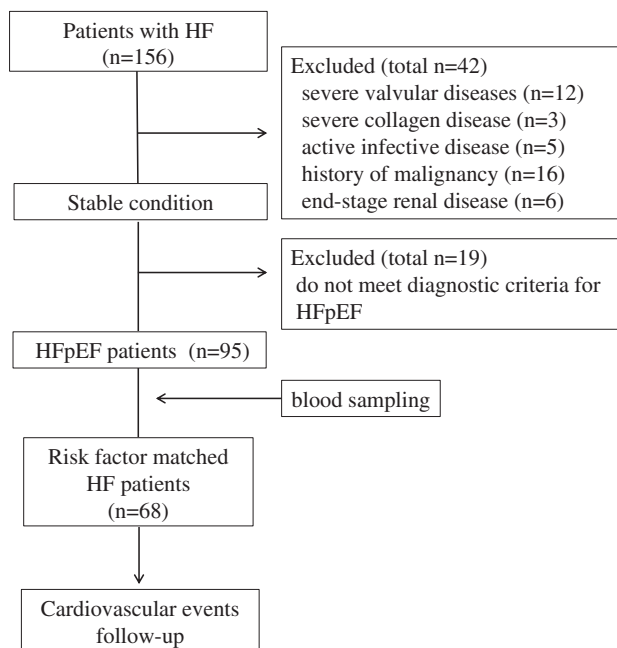 Patients with HF
(n=156)
Excluded (total n=42)
severe valvular diseases (n=12)
severe collagen disease (n=3)
active infective disease (n=5)
history of malignancy (n=16)
end-stage renal disease (n=6)
Stable condition
Excluded (total n=19)
do not meet diagnostic criteria for
HFpEF
HFpEF patients (n=95)
blood sampling
Risk factor matched
HF patients
(n=68)
Cardiovascular events
follow-up